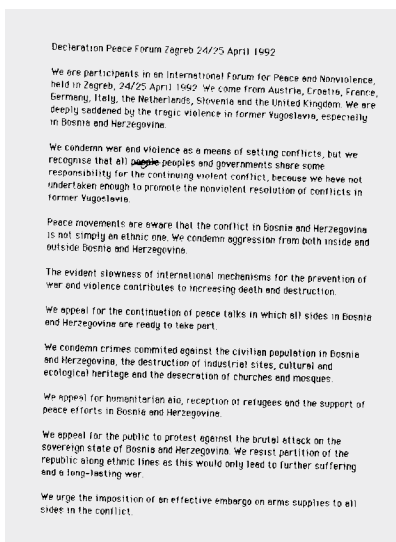 Declaration Peace Forum Zagreb 24/25 April 1992
We are participants in an International Forum for Peace and Nonviolence,
held in Zagreb, 24/25 April 1992. We come from Austria, Croatia, France,
Germany, Italy, the Netherlands, Slovenia and the United Kingdom. We are
deeply saddened by the tragic violence in former Yugoslavia, especially
in Bosnia and Herzegovina.
We condemn war and violence as a means of setting conflicts, but we
recognise that all people peoples and governments share some
responsibility for the continuing violent conflict, because we have not
undertaken enough to promote the nonviolent resolution of conflicts in
former Yugoslavia.
Peace movements are aware that the conflict in Bosnia and Herzegovina
is not simply an ethnic one. We condemn aggression from both inside and
outside Bosnia and Herzegovina.
The evident slowness of international mechanisms for the prevention of
war and violence contributes to increasing death and destruction.
We appeal for the continuation of peace talks in which all sides in Bosnia
and Herzegovina are ready to take part.
We condemn crimes commited against the civilian population in Bosnia
and Herzegovina, the destruction of industrial sites, cultural and
ecological heritage and the desecration of churches and mosques.
We appeal for humanitarian aid, reception of refugees and the support of
peace efforts in Bosnia and Herzegovina.
We appeal for the public to protest against the brutal attack on the
sovereign state of Bosnia and Herzegovina. We resist partition of the
republic along ethnic lines as this would only lead to further suffering
and a long-lasting war.
We urge the imposition of an effective embargo on arms supplies to all
sides in the conflict.